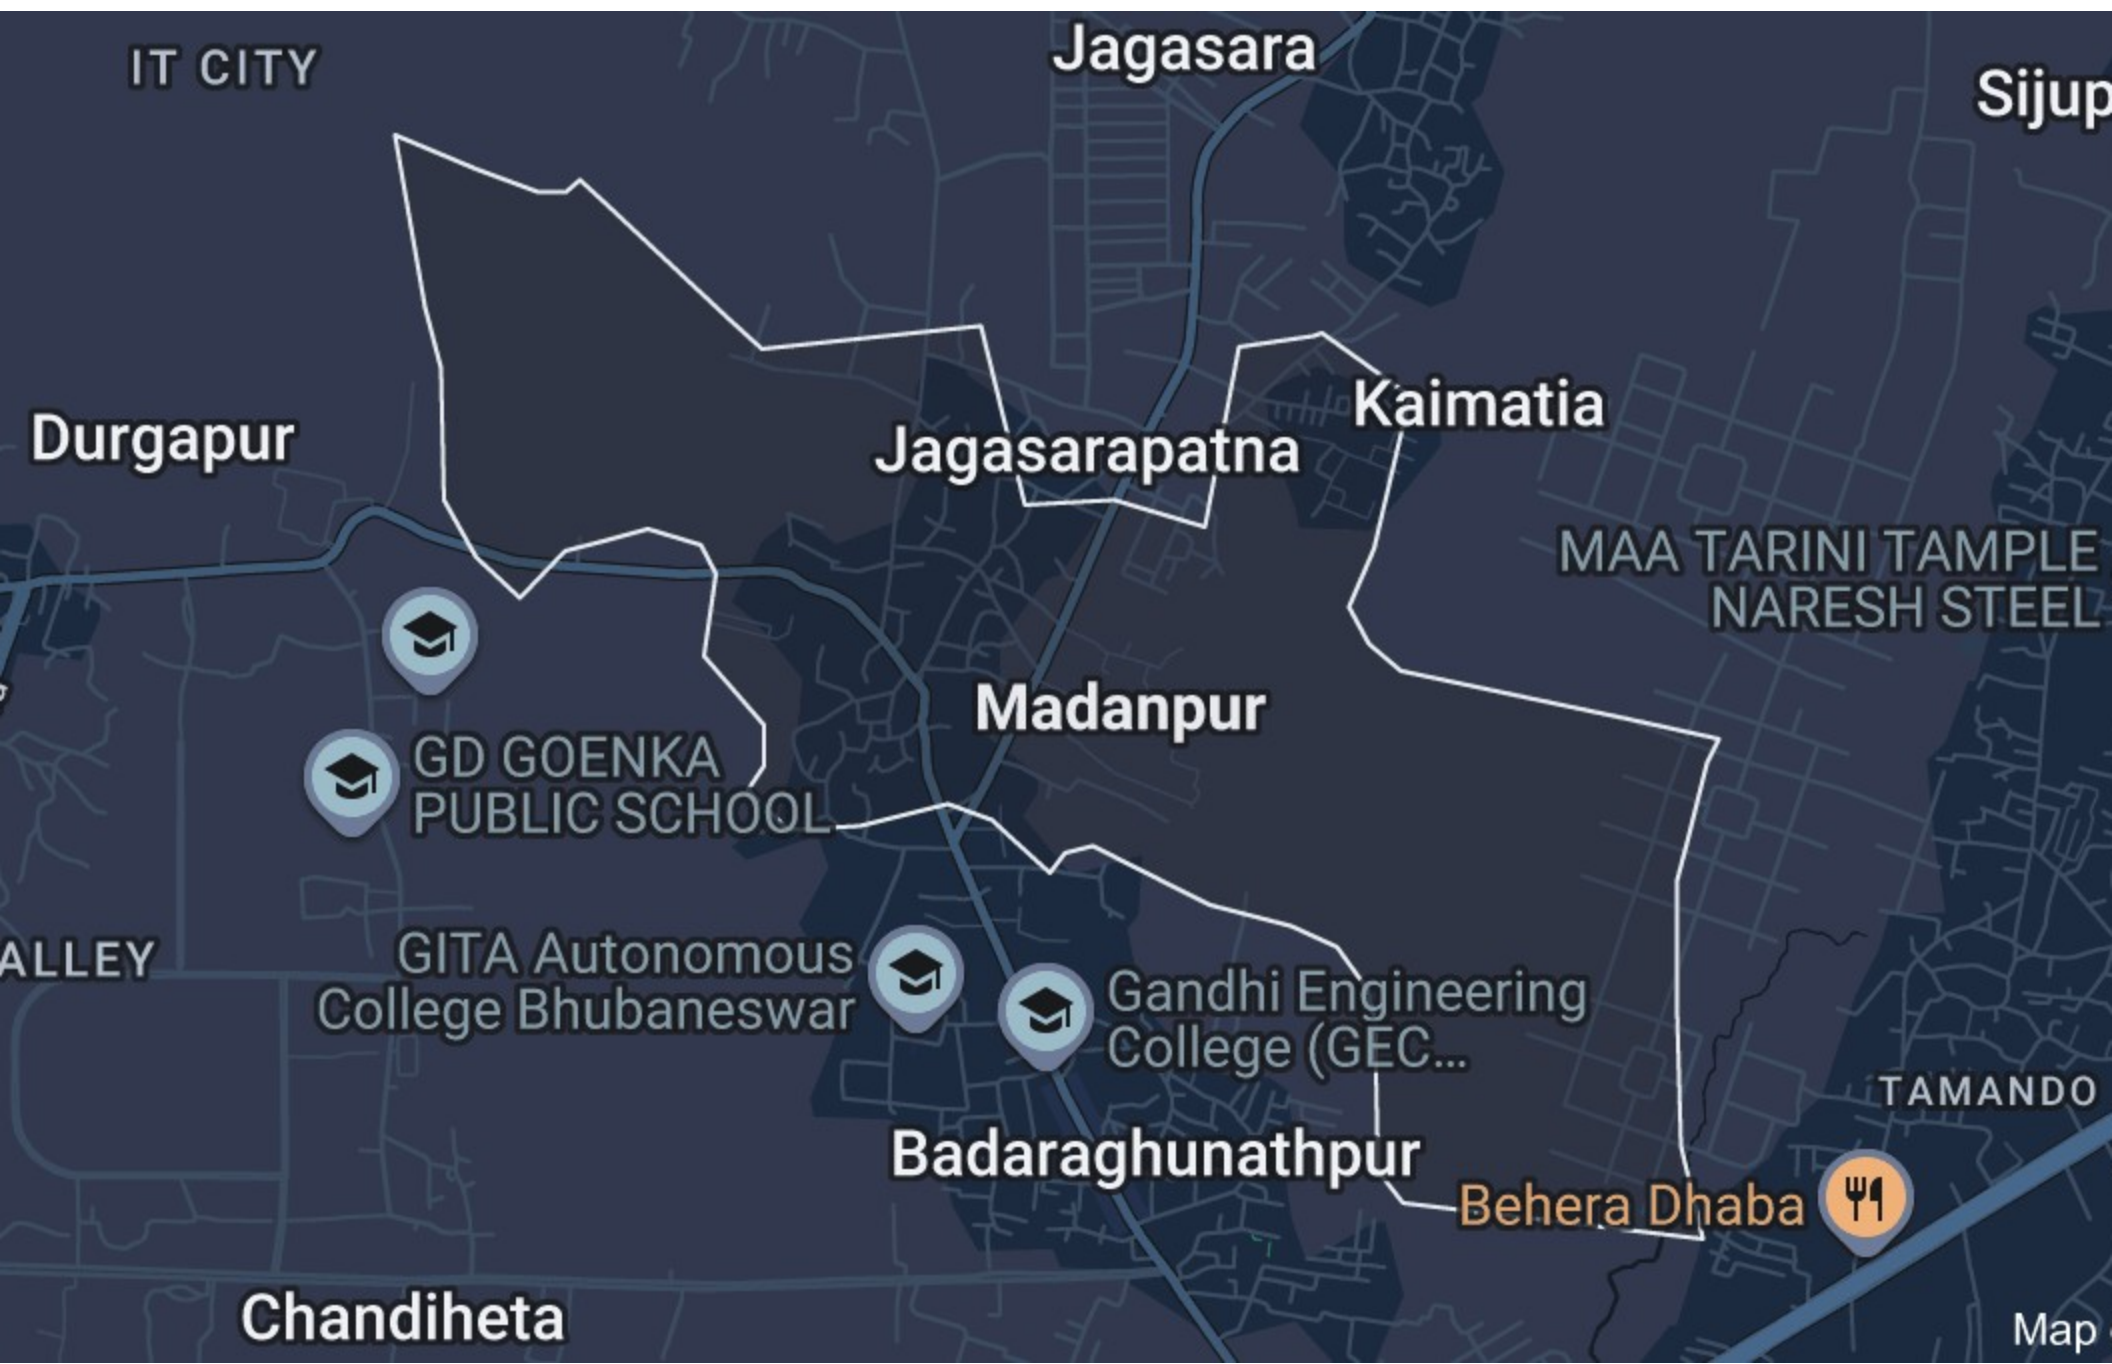 IT CITY
Jagasara
Sijup
Durgapur
Kaimatia
Jagasarapatna
MAA TARINI TAMPLE
NARESH STEEL
Madanpur
GD GOENKA
PUBLIC SCHOOL
ALLEY
GITA Autonomous
College Bhubaneswar
Gandhi Engineering
College (GEC...
TAMANDO
Badaraghunathpur
Behera Dhaba
Chandiheta
Map